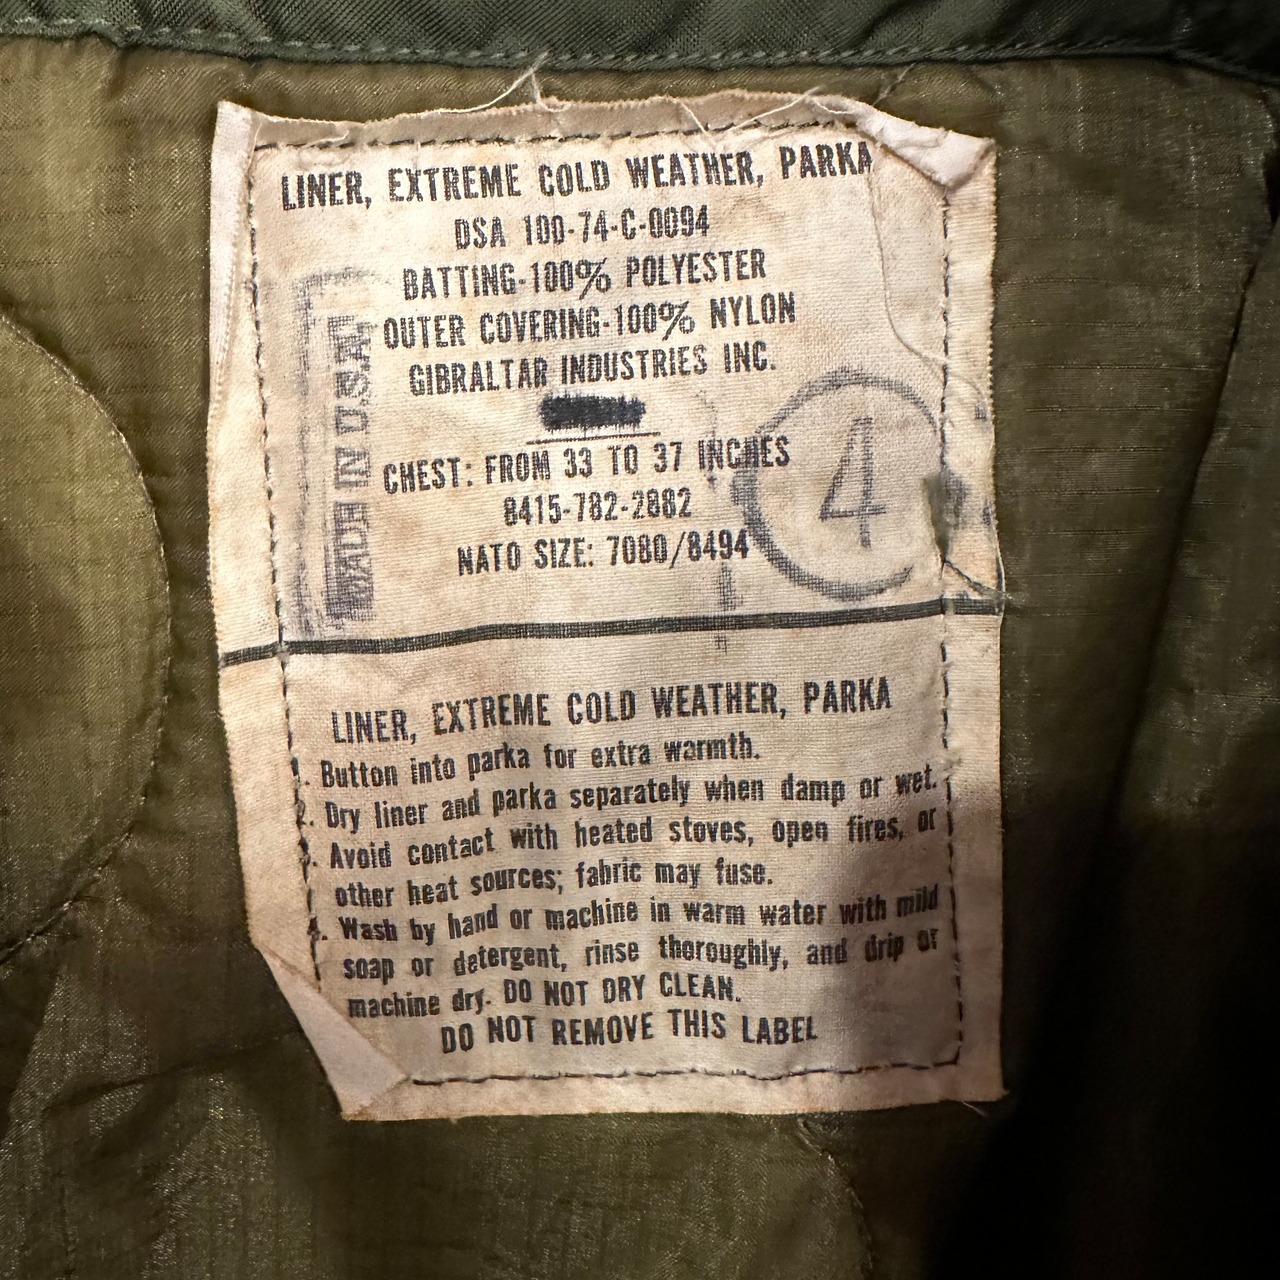 LINER, EXTREME COLD WEATHER, PARKA
DSA 100-74-C-0094
BATTING-100% POLYESTER
OUTER COVERING-100% NYLON
GIBRALTAR INDUSTRIES INC.
CHEST: FROM 33 TO 37 INCHES
8415-782-2882
NATO SIZE: 7080/8494
MADE IN U.S.A.
4
LINER, EXTREME COLD WEATHER, PARKA
1. Button into parka for extra warmth.
2. Dry liner and parka separately when damp or wet.
3. Avoid contact with heated stoves, open fires, or
other heat sources; fabric may fuse.
4. Wash by hand or machine in warm water with mild
soap or detergent, rinse thoroughly, and drip or
machine dry. DO NOT DRY CLEAN.
DO NOT REMOVE THIS LABEL